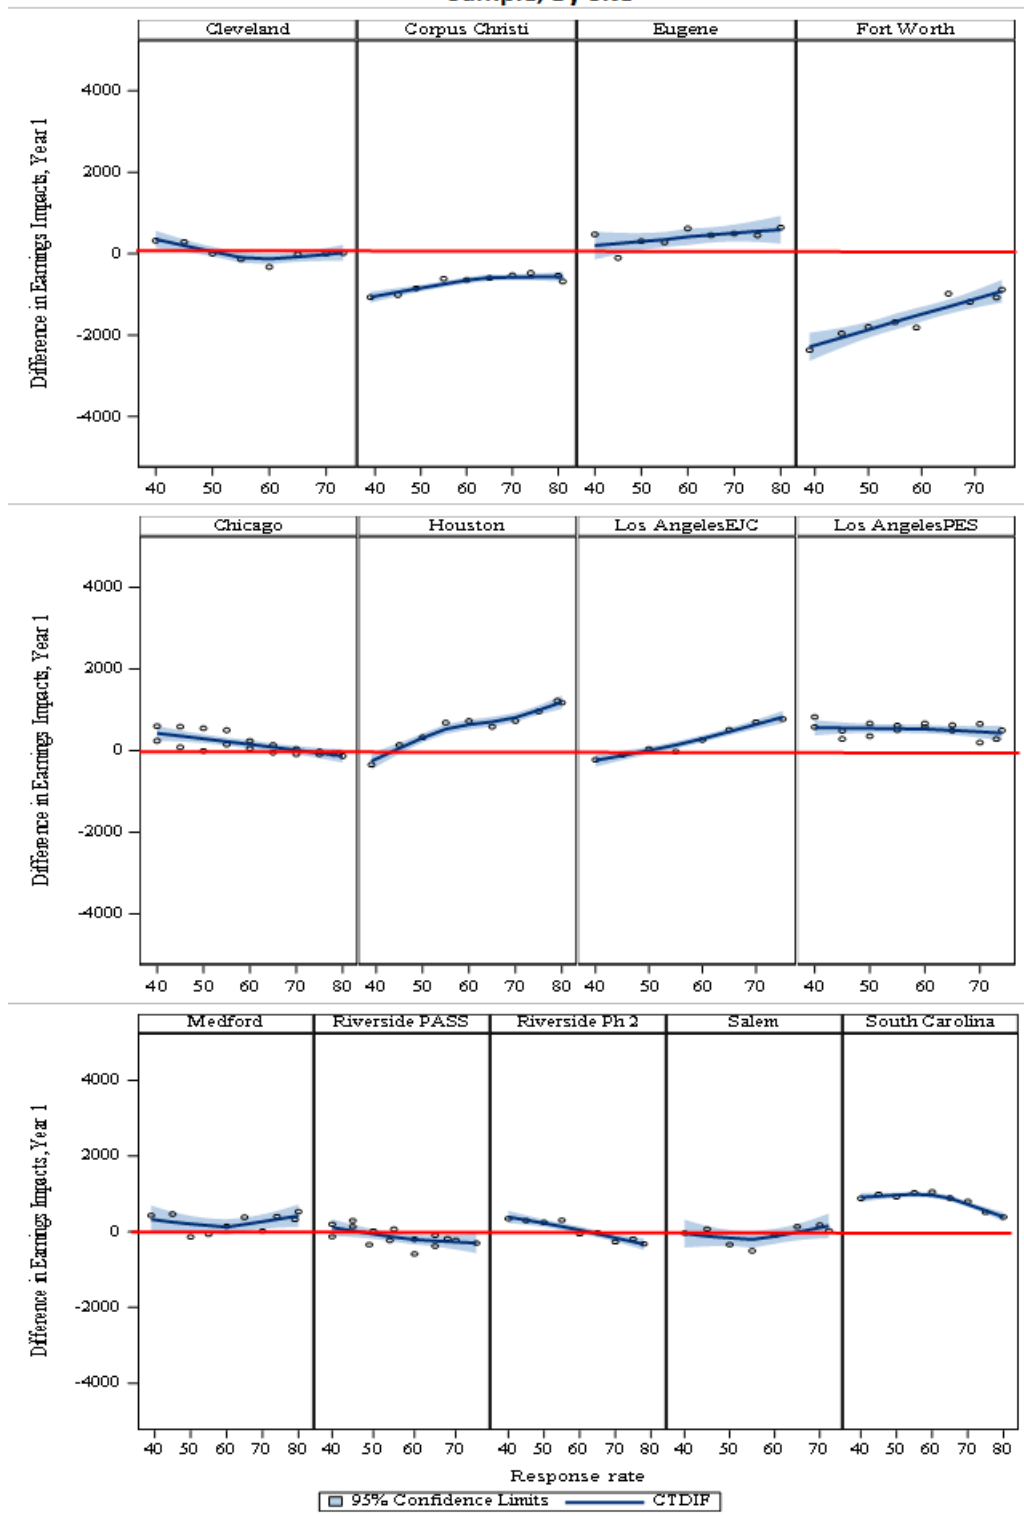 Sample, by Site
Cleveland Corpus Christi Eugene Fort Worth
Difference in Earnings Impacts, Year 1
4000
2000
0
-2000
-4000
40 50 60 70 40 50 60 70 80 40 50 60 70 80 40 50 60 70
Chicago Houston Los AngelesEJC Los AngelesPES
Difference in Earnings Impacts, Year 1
4000
2000
0
-2000
-4000
40 50 60 70 80 40 50 60 70 80 40 50 60 70 40 50 60 70
Medford Riverside PASS Riverside Ph 2 Salem South Carolina
Difference in Earnings Impacts, Year 1
4000
2000
0
-2000
-4000
40 50 60 70 80 40 50 60 70 40 50 60 70 80 40 50 60 70 40 50 60 70 80
Response rate
95% Confidence Limits CTDIF